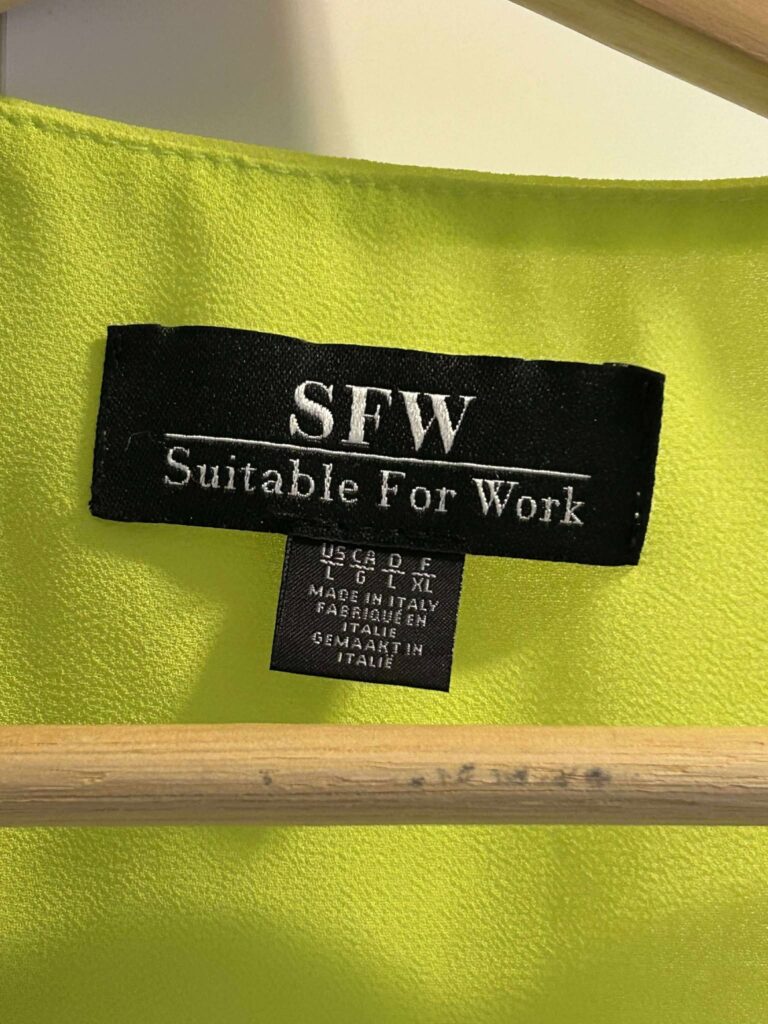 SFW
Suitable For Work
US CA D F
L G L XL
MADE IN ITALY
FABRIQUÉ EN
ITALIE
GEMAAKT IN
ITALIË